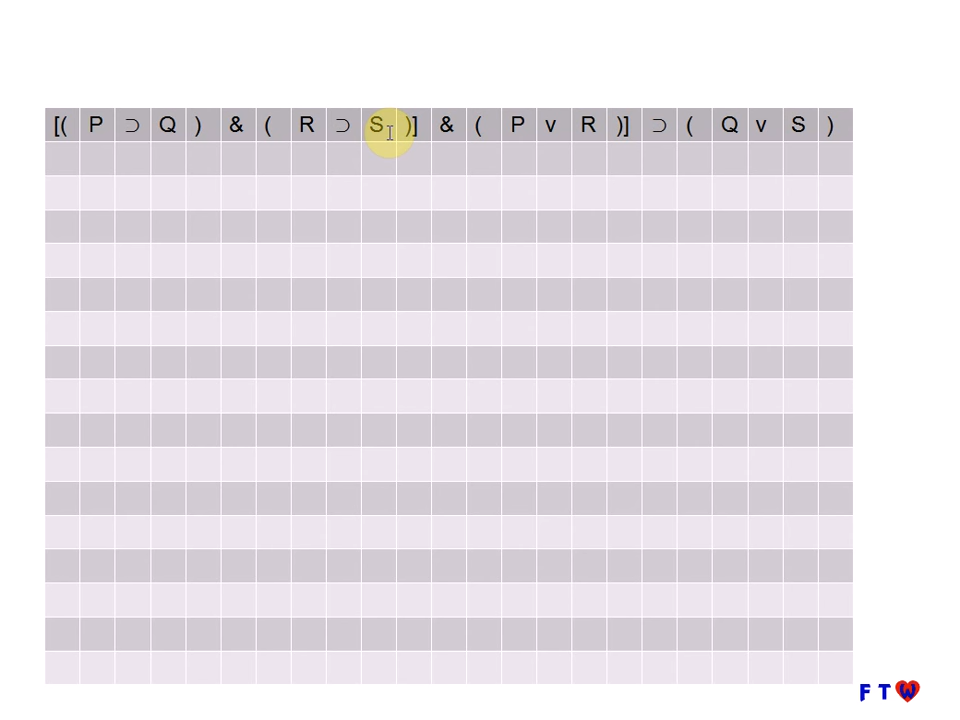 [( P ⊃ Q ) & ( R ⊃ S )] & ( P v R )] ⊃ ( Q v S )
F T W